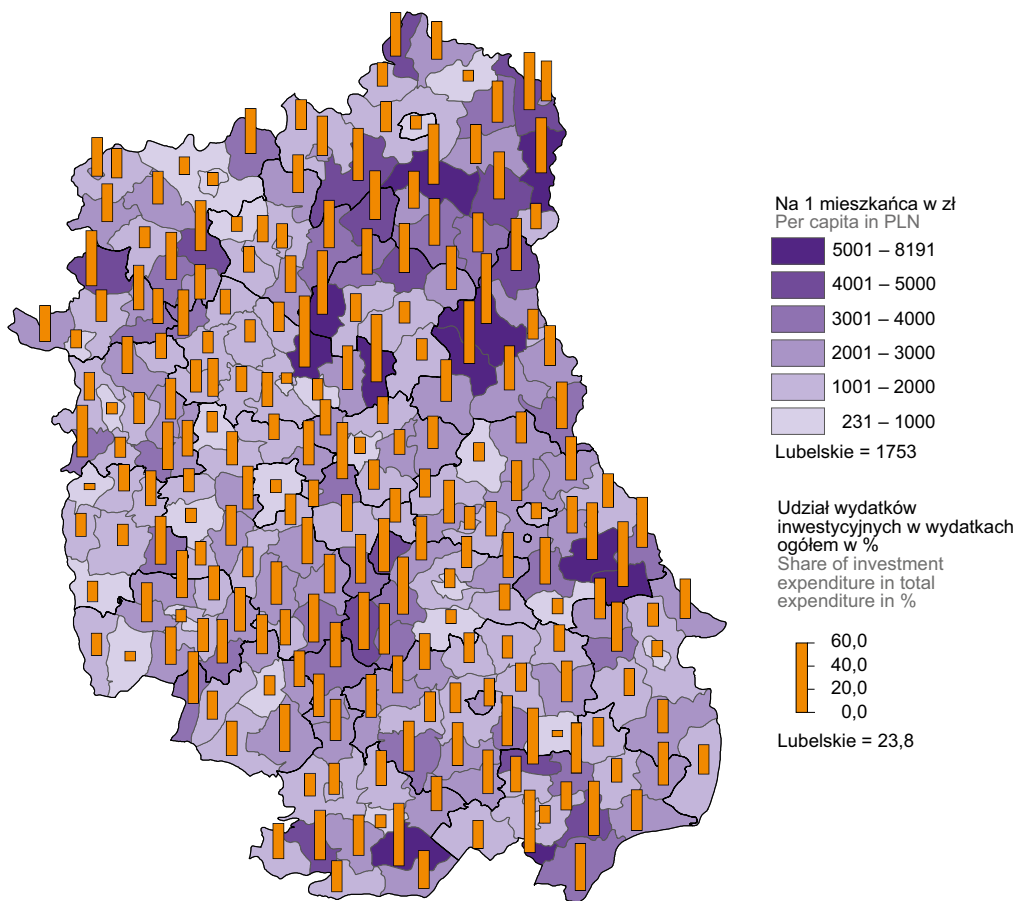 Na 1 mieszkańca w zł
Per capita in PLN
5001 – 8191
4001 – 5000
3001 – 4000
2001 – 3000
1001 – 2000
231 – 1000
Lubelskie = 1753
Udział wydatków
inwestycyjnych w wydatkach
ogółem w %
Share of investment
expenditure in total
expenditure in %
60,0
40,0
20,0
0,0
Lubelskie = 23,8